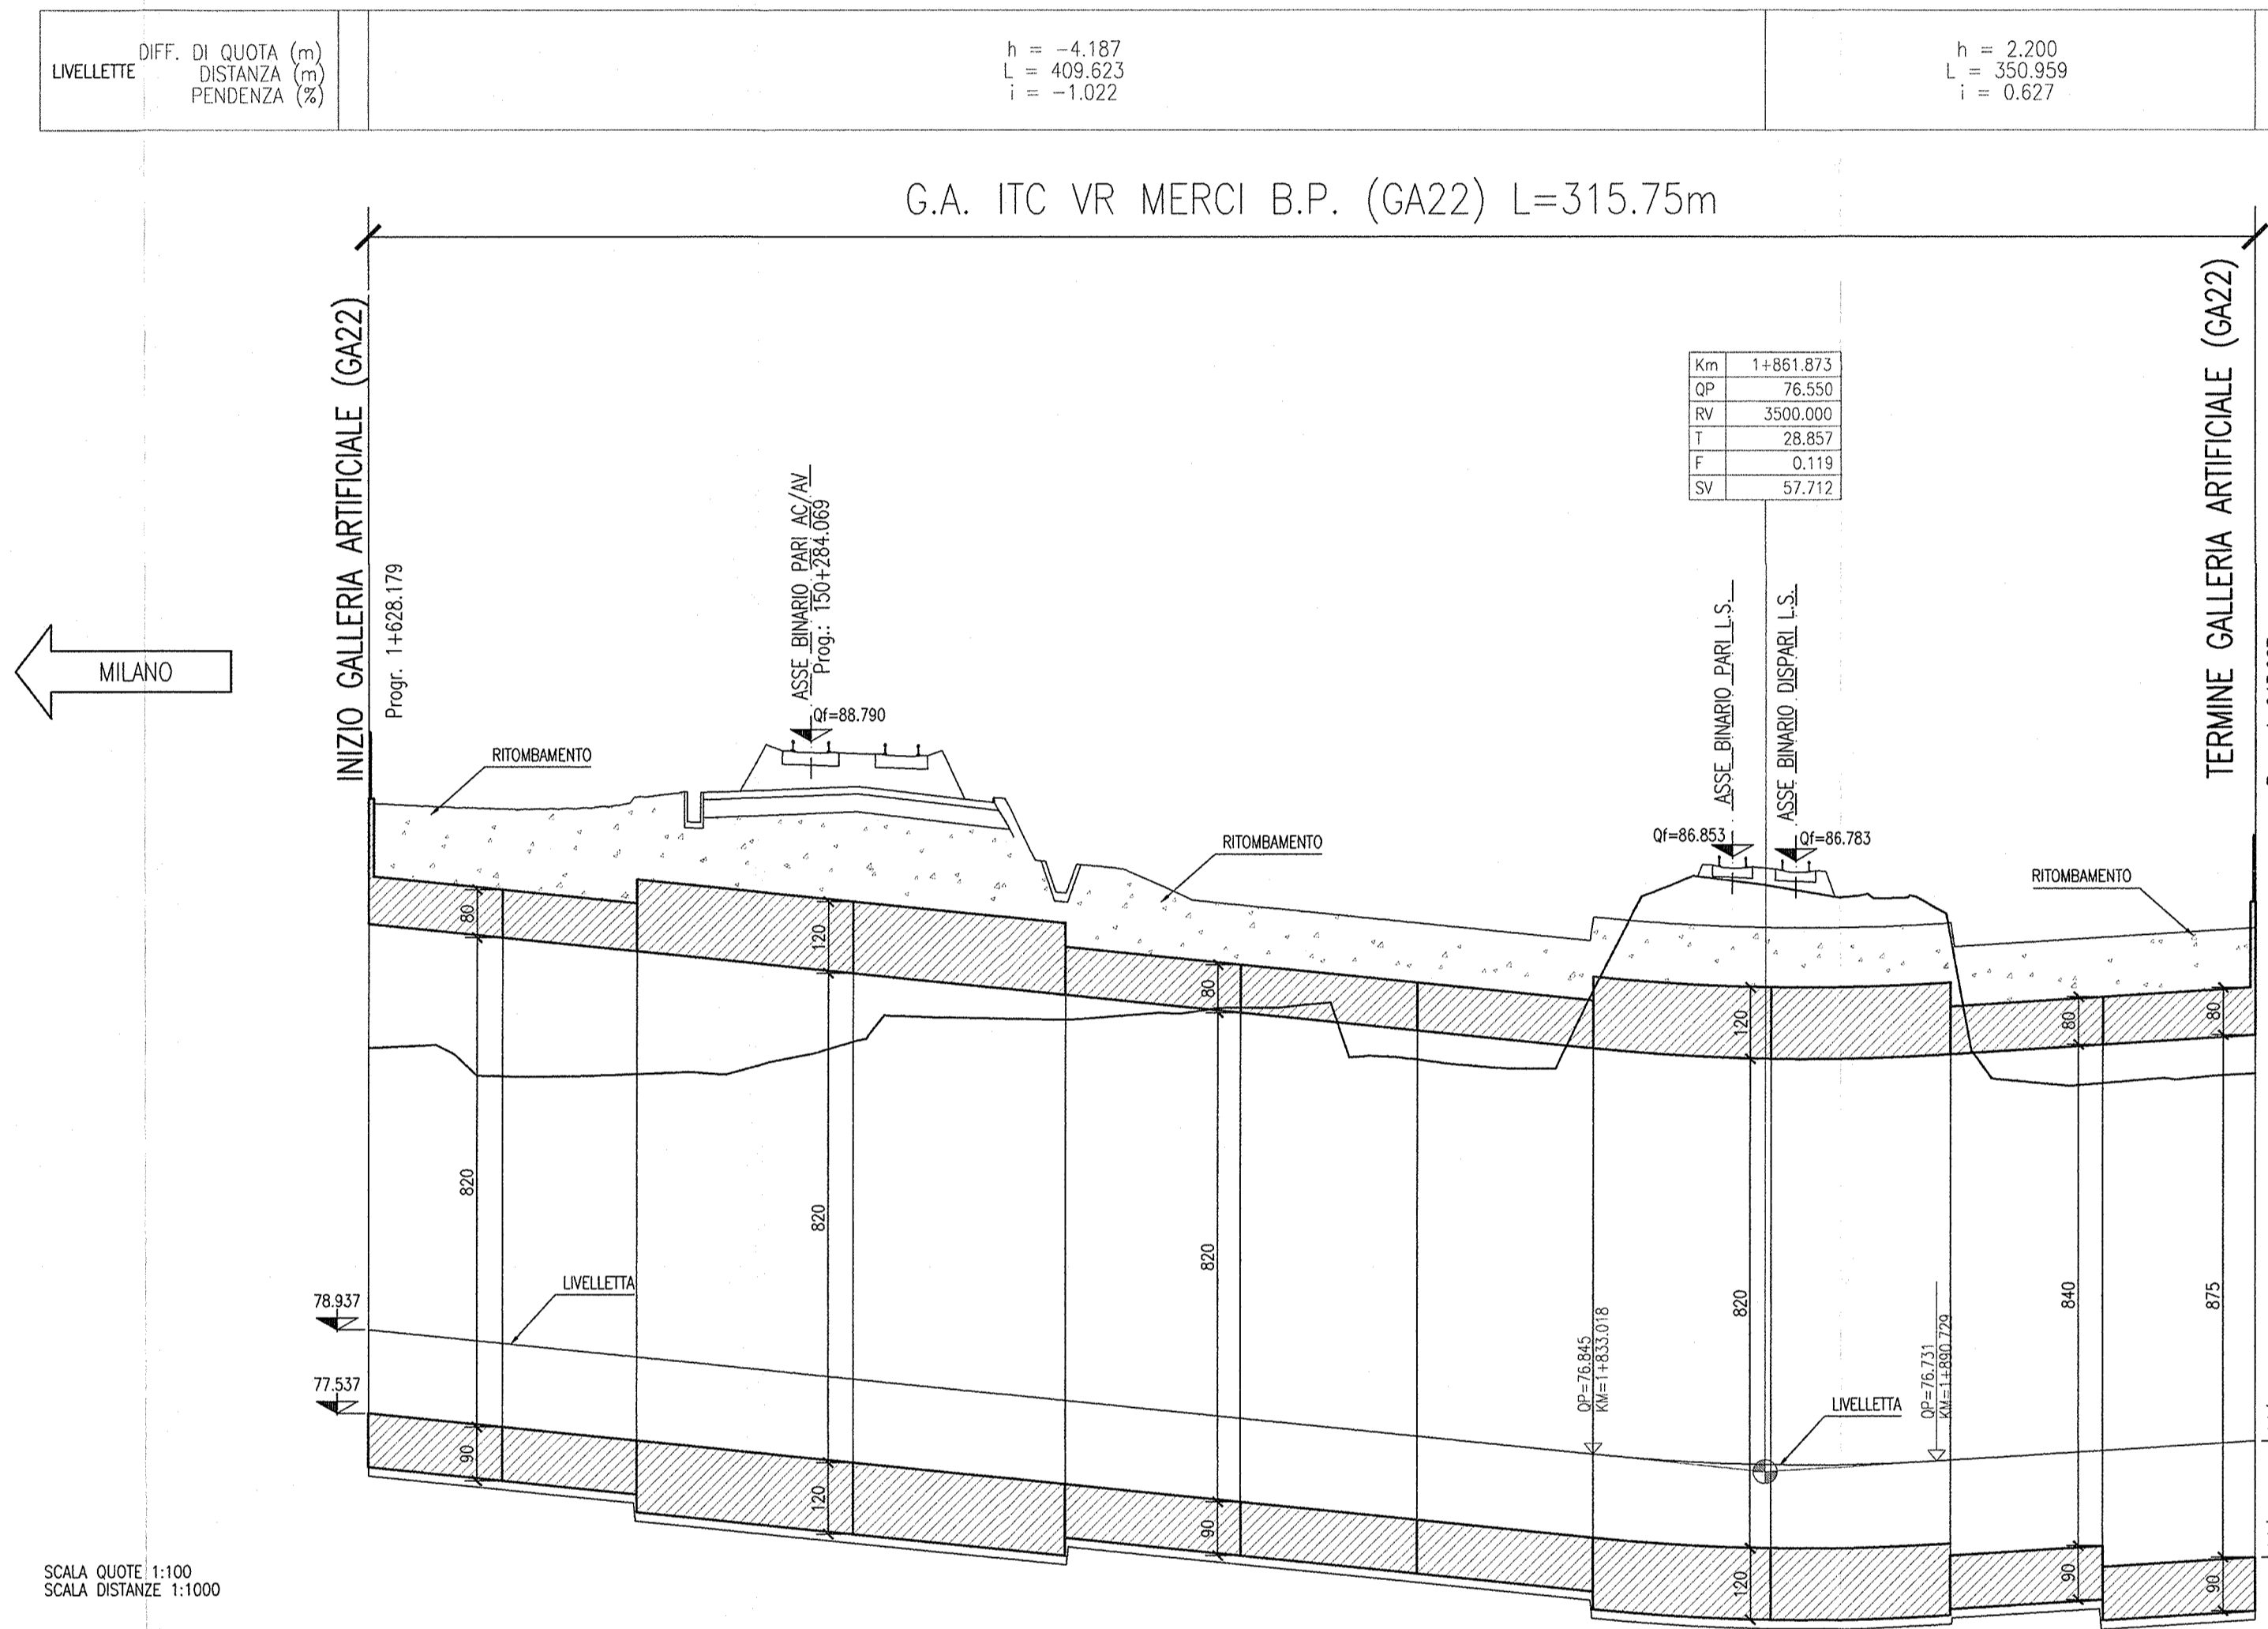 LIVELLETTE
DIFF. DI QUOTA (m)
DISTANZA (m)
PENDENZA (%)
h = -4.187
L = 409.623
i = -1.022
h = 2.200
L = 350.959
i = 0.627
G.A. ITC VR MERCI B.P. (GA22) L=315.75m
INIZIO GALLERIA ARTIFICIALE (GA22)
Progr. 1+628.179
TERMINE GALLERIA ARTIFICIALE (GA22)
Km 1+861.873
QP 76.550
RV 3500.000
T 28.857
F 0.119
SV 57.712
ASSE BINARIO PARI AC/AV
Prog.: 150+284.069
Qf=88.790
ASSE BINARIO PARI L.S.
ASSE BINARIO DISPARI L.S.
Qf=86.853
Qf=86.783
MILANO
RITOMBAMENTO
RITOMBAMENTO
RITOMBAMENTO
80
120
80
120
80
80
820
820
820
820
840
875
LIVELLETTA
78.937
77.537
QP=76.845
KM=1+833.018
QP=76.731
KM=1+890.729
LIVELLETTA
90
120
90
120
90
90
SCALA QUOTE 1:100
SCALA DISTANZE 1:1000